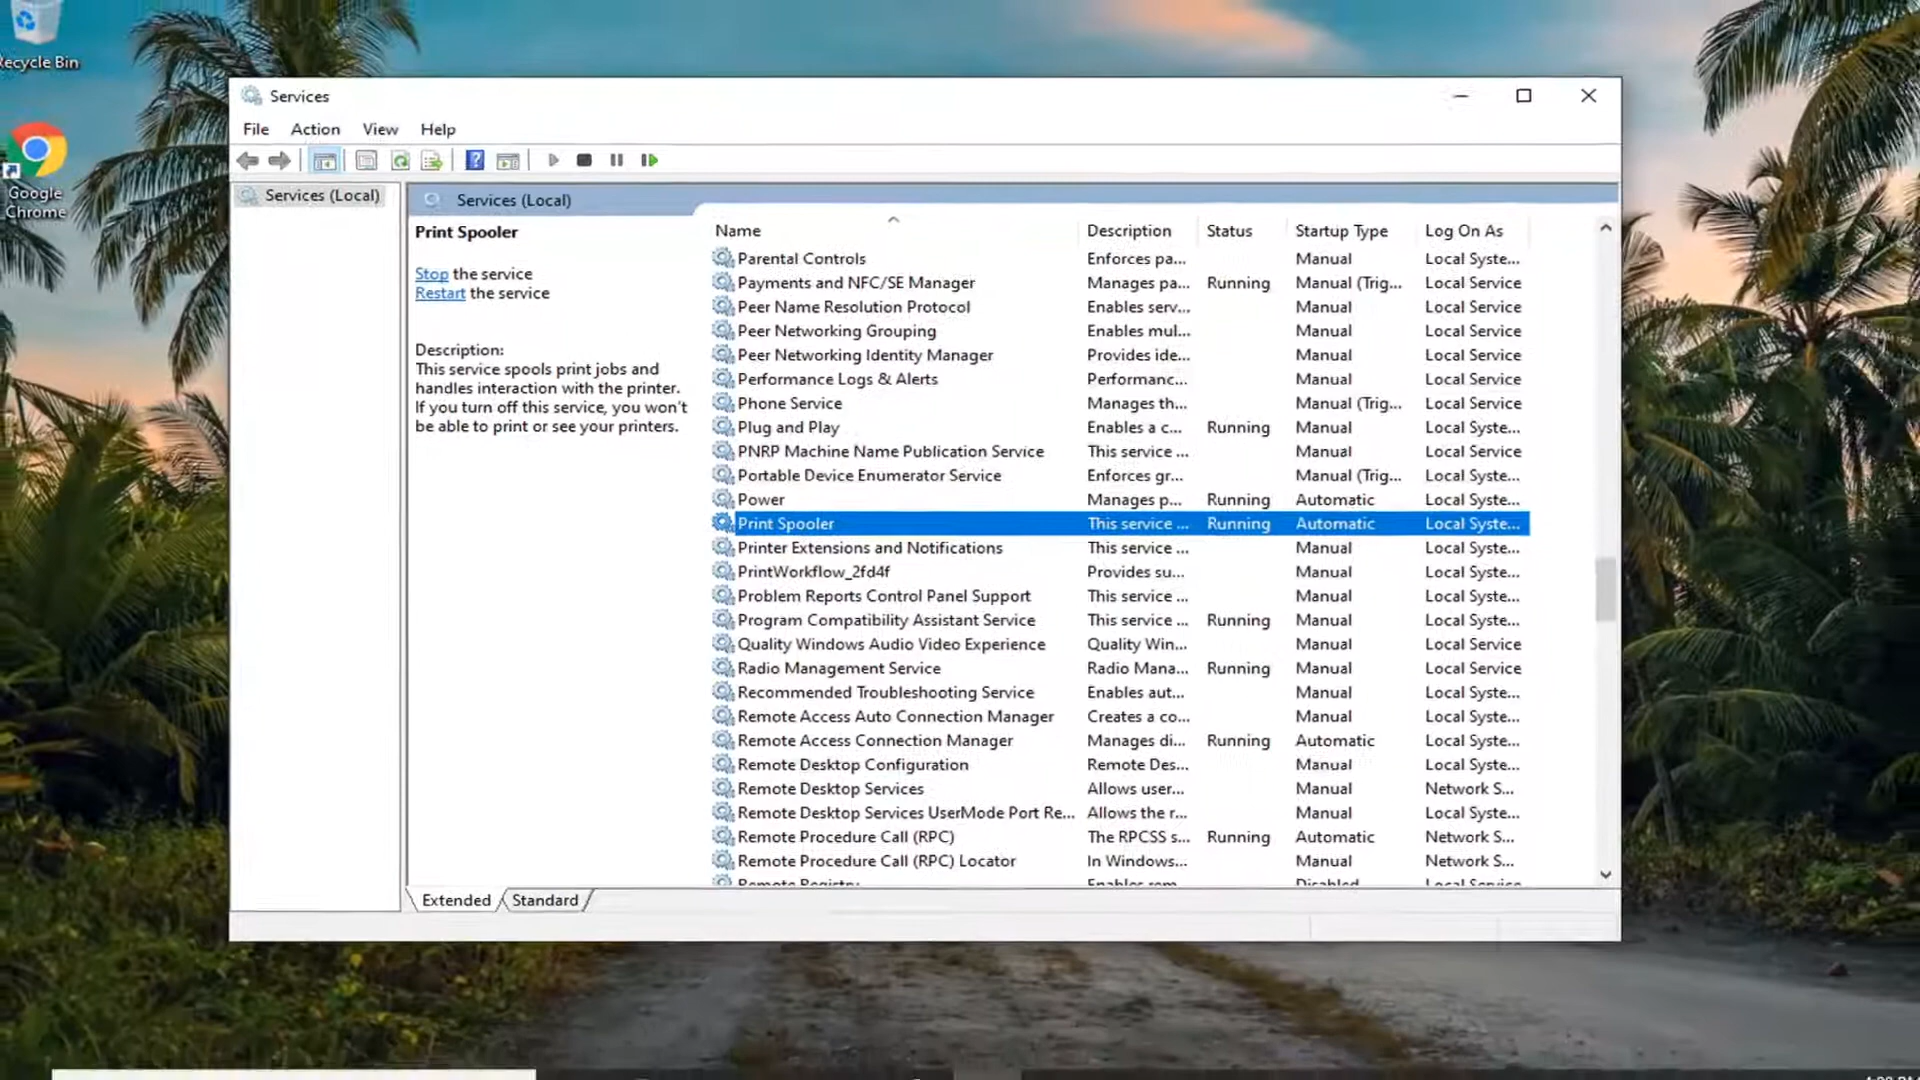 Recycle Bin
Google
Chrome
Services
File Action View Help
Services (Local)
Services (Local)
Print Spooler
Stop the service
Restart the service
Description:
This service spools print jobs and
handles interaction with the printer.
If you turn off this service, you won't
be able to print or see your printers.
Name Description Status Startup Type Log On As
Parental Controls Enforces pa... Manual Local Syste...
Payments and NFC/SE Manager Manages pa... Running Manual (Trig... Local Service
Peer Name Resolution Protocol Enables serv... Manual Local Service
Peer Networking Grouping Enables mul... Manual Local Service
Peer Networking Identity Manager Provides ide... Manual Local Service
Performance Logs & Alerts Performanc... Manual Local Service
Phone Service Manages th... Manual (Trig... Local Service
Plug and Play Enables a c... Running Manual Local Syste...
PNRP Machine Name Publication Service This service ... Manual Local Service
Portable Device Enumerator Service Enforces gr... Manual (Trig... Local Syste...
Power Manages p... Running Automatic Local Syste...
Print Spooler This service ... Running Automatic Local Syste...
Printer Extensions and Notifications This service ... Manual Local Syste...
PrintWorkflow_2fd4f Provides su... Manual Local Syste...
Problem Reports Control Panel Support This service ... Manual Local Syste...
Program Compatibility Assistant Service This service ... Running Manual Local Syste...
Quality Windows Audio Video Experience Quality Win... Manual Local Service
Radio Management Service Radio Mana... Running Manual Local Service
Recommended Troubleshooting Service Enables aut... Manual Local Syste...
Remote Access Auto Connection Manager Creates a co... Manual Local Syste...
Remote Access Connection Manager Manages di... Running Automatic Local Syste...
Remote Desktop Configuration Remote Des... Manual Local Syste...
Remote Desktop Services Allows user... Manual Network S...
Remote Desktop Services UserMode Port Re... Allows the r... Manual Local Syste...
Remote Procedure Call (RPC) The RPCSS s... Running Automatic Network S...
Remote Procedure Call (RPC) Locator In Windows... Manual Network S...
Remote Registry Enables rem... Disabled Local Service
Extended Standard